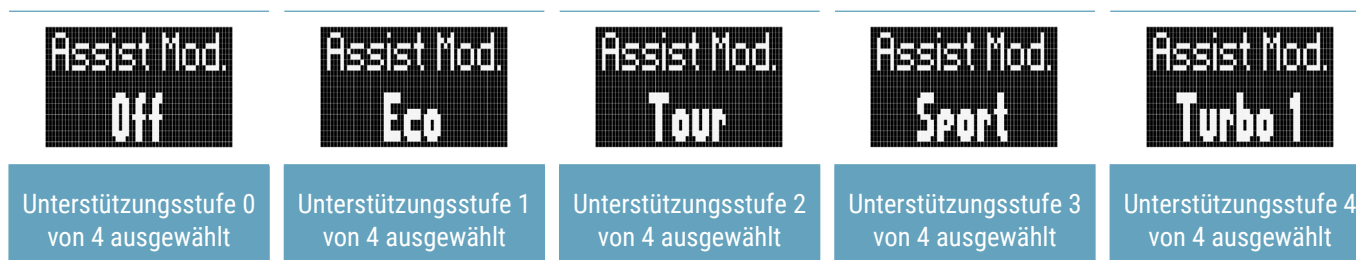 Assist Mod.
Off
Unterstützungsstufe 0
von 4 ausgewählt
Assist Mod.
Eco
Unterstützungsstufe 1
von 4 ausgewählt
Assist Mod.
Tour
Unterstützungsstufe 2
von 4 ausgewählt
Assist Mod.
Sport
Unterstützungsstufe 3
von 4 ausgewählt
Assist Mod.
Turbo 1
Unterstützungsstufe 4
von 4 ausgewählt